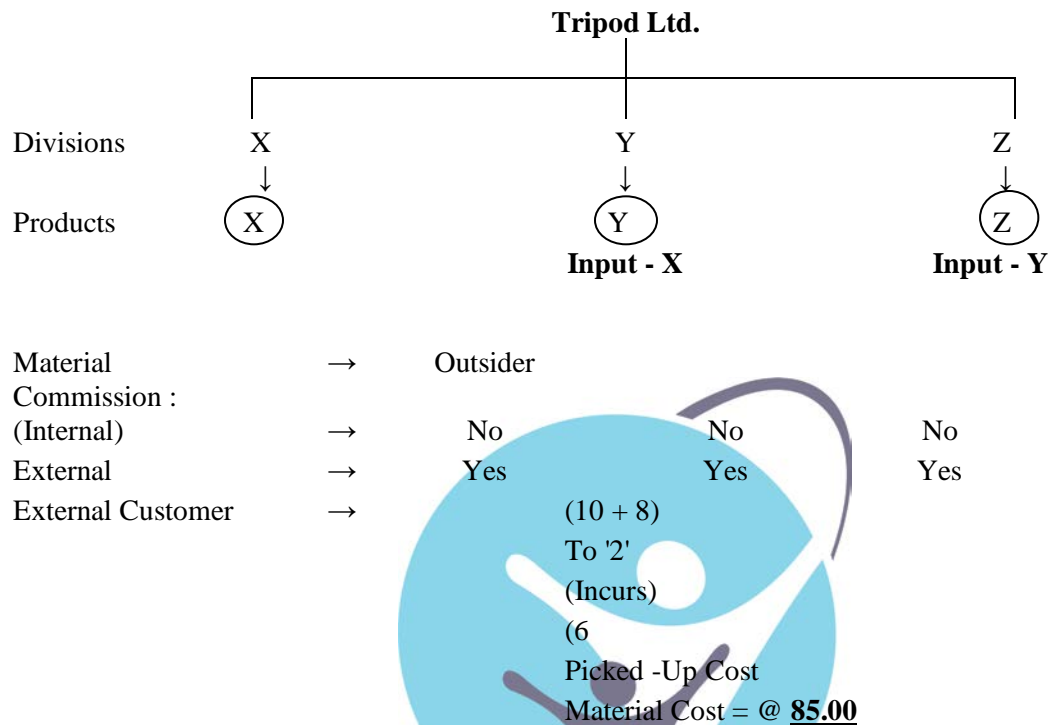 Tripod Ltd.
Divisions X Y Z
↓ ↓ ↓
Products X Y Z
Input - X Input - Y
Material → Outsider
Commission :
(Internal) → No No No
External → Yes Yes Yes
External Customer → (10 + 8)
To '2'
(Incurs)
(6
Picked -Up Cost
Material Cost = @ 85.00